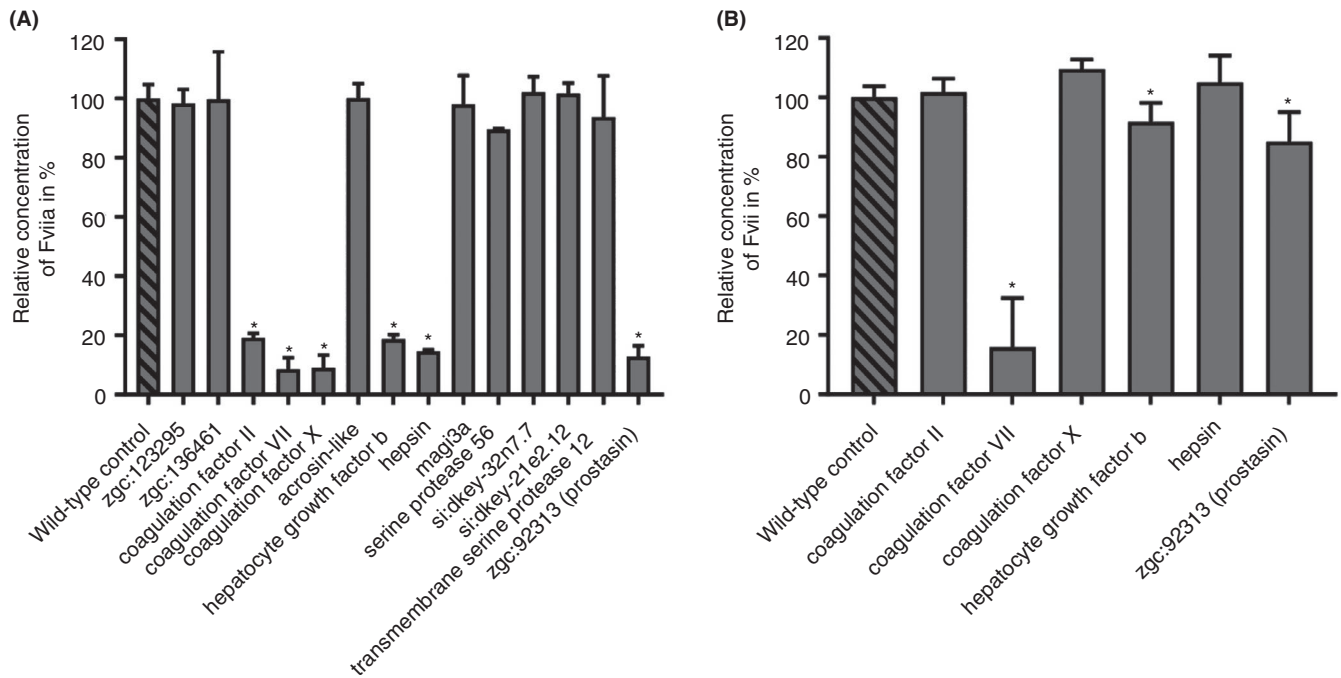 (A)
120
100
80
60
40
20
0
Relative concentration
of Fviia in %
*
*
*
*
*
*
Wild-type control
zgc:123295
zgc:136461
coagulation factor II
coagulation factor VII
coagulation factor X
acrosin-like
hepatocyte growth factor b
hepsin
magi3a
serine protease 56
si:dkey-32n7.7
si:dkey-21e2.12
transmembrane serine protease 12
zgc:92313 (prostasin)
(B)
120
100
80
60
40
20
0
Relative concentration
of Fvii in %
*
*
*
Wild-type control
coagulation factor II
coagulation factor VII
coagulation factor X
hepatocyte growth factor b
hepsin
zgc:92313 (prostasin)